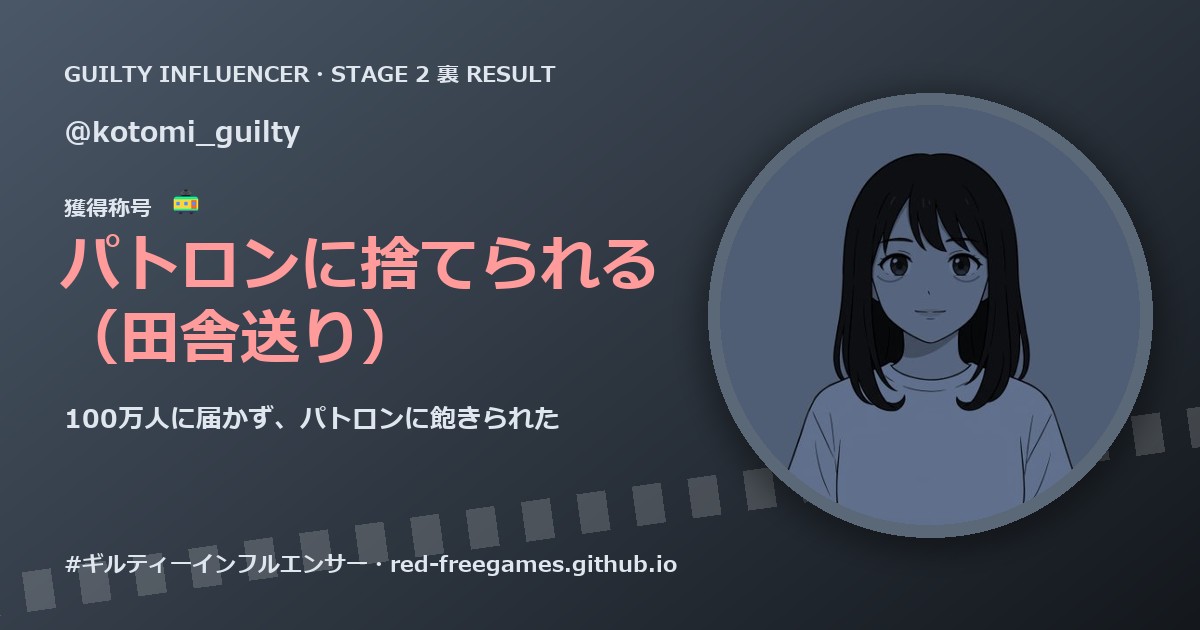 GUILTY INFLUENCER · STAGE 2 裏 RESULT
@kotomi_guilty
獲得称号
パトロンに捨てられる
（田舎送り）
100万人に届かず、パトロンに飽きられた
#ギルティーインフルエンサー · red-freegames.github.io